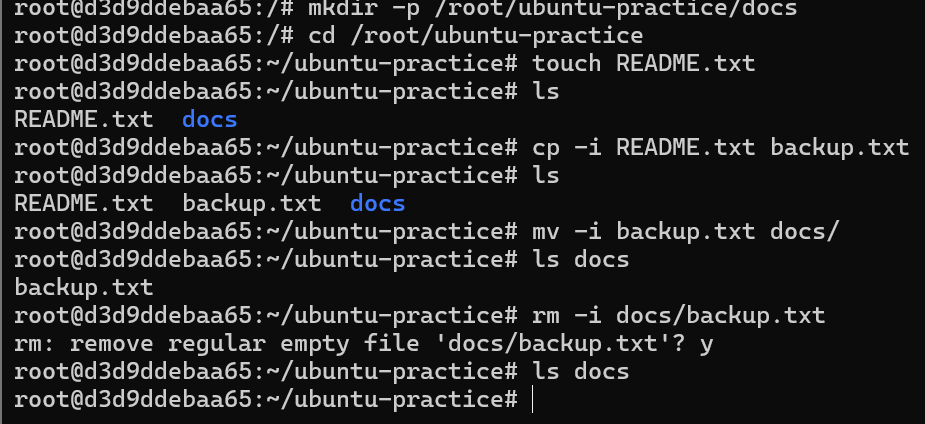 root@d3d9ddebaa65:/# mkdir -p /root/ubuntu-practice/docs
root@d3d9ddebaa65:/# cd /root/ubuntu-practice
root@d3d9ddebaa65:~/ubuntu-practice# touch README.txt
root@d3d9ddebaa65:~/ubuntu-practice# ls
README.txt  docs
root@d3d9ddebaa65:~/ubuntu-practice# cp -i README.txt backup.txt
root@d3d9ddebaa65:~/ubuntu-practice# ls
README.txt  backup.txt  docs
root@d3d9ddebaa65:~/ubuntu-practice# mv -i backup.txt docs/
root@d3d9ddebaa65:~/ubuntu-practice# ls docs
backup.txt
root@d3d9ddebaa65:~/ubuntu-practice# rm -i docs/backup.txt
rm: remove regular empty file 'docs/backup.txt'? y
root@d3d9ddebaa65:~/ubuntu-practice# ls docs
root@d3d9ddebaa65:~/ubuntu-practice#